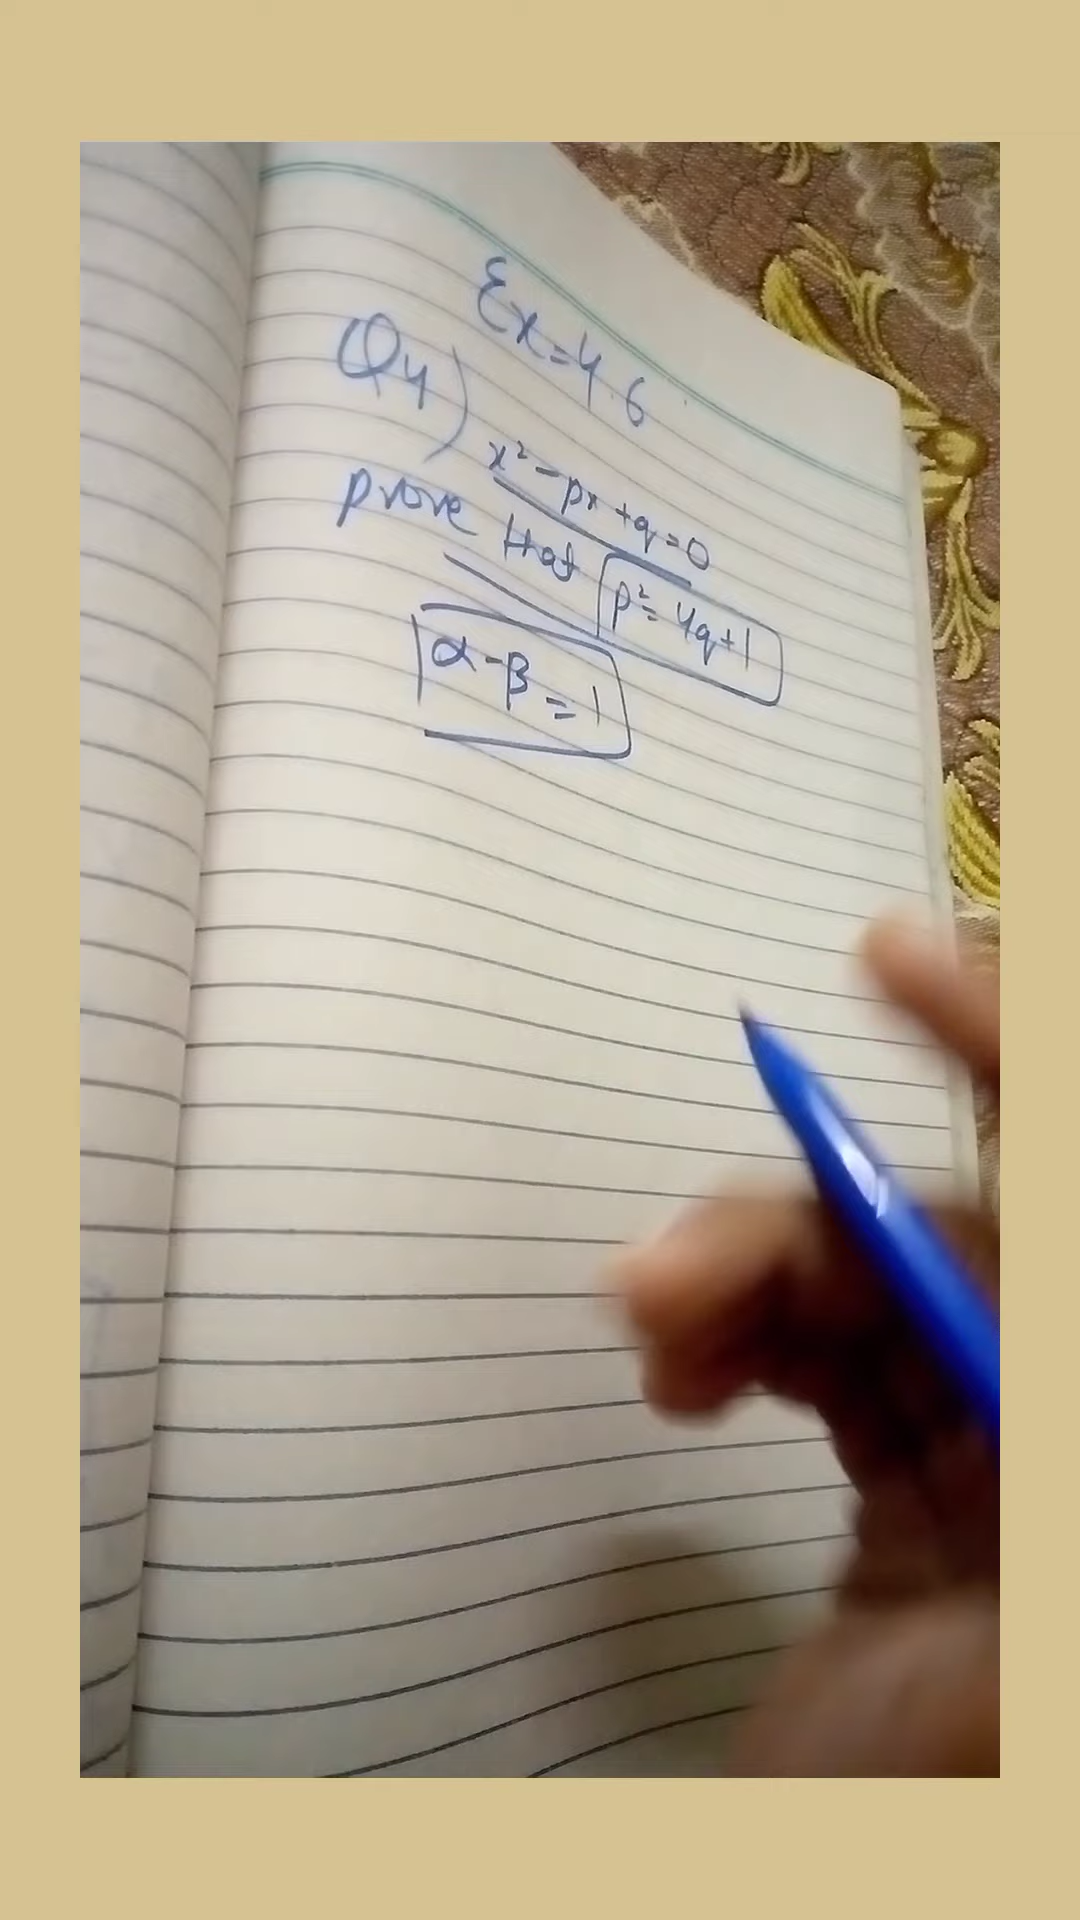 Ex=4.6
Q4) x² - px + q = 0
prove that p² = 4q+1
α - β = 1